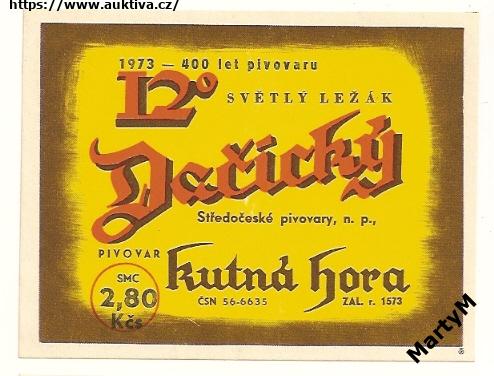 https://www.auktiva.cz/
1973 — 400 let pivovaru
12° SVĚTLÝ LEŽÁK
Dačický
Středočeské pivovary, n. p.,
PIVOVAR kutná hora
SMC
2,80
Kčs
ČSN 56-6635 ZAL. r. 1573
MartyM
®